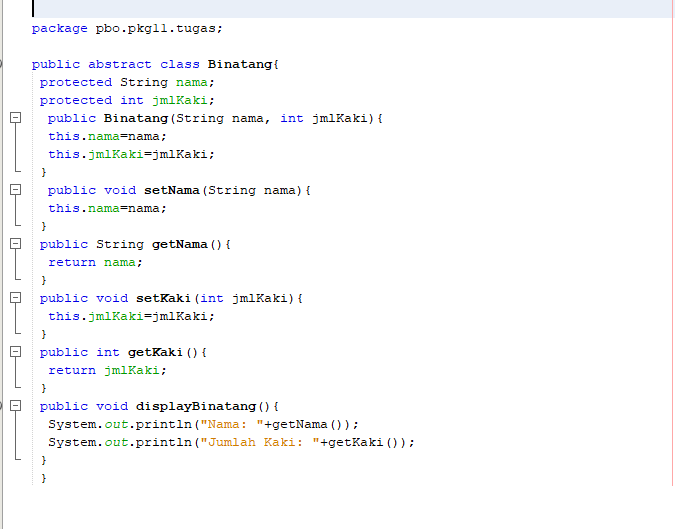 package pbo.pkg11.tugas;
public abstract class Binatang{
protected String nama;
protected int jmlKaki;
public Binatang(String nama, int jmlKaki){
this.nama=nama;
this.jmlKaki=jmlKaki;
}
public void setNama(String nama){
this.nama=nama;
}
public String getNama(){
return nama;
}
public void setKaki(int jmlKaki){
this.jmlKaki=jmlKaki;
}
public int getKaki(){
return jmlKaki;
}
public void displayBinatang(){
System.out.println("Nama: "+getNama());
System.out.println("Jumlah Kaki: "+getKaki());
}
}